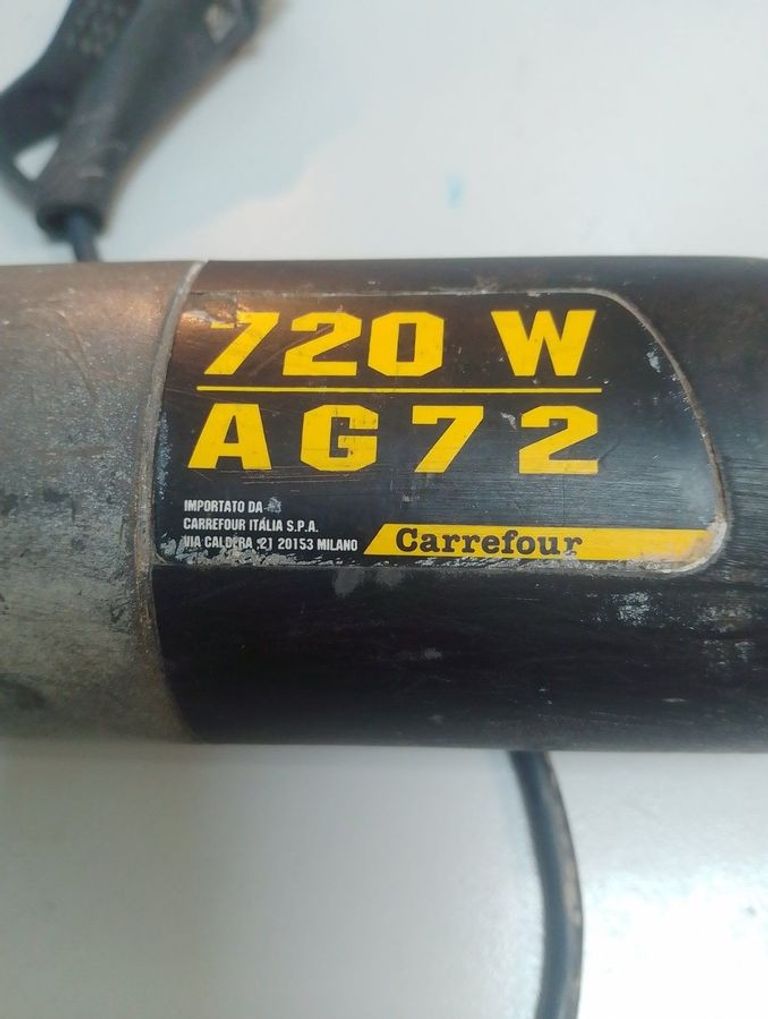 720 W
AG72
IMPORTATO DA
CARREFOUR ITALIA S.P.A.
VIA CALDERA 21 20153 MILANO
Carrefour